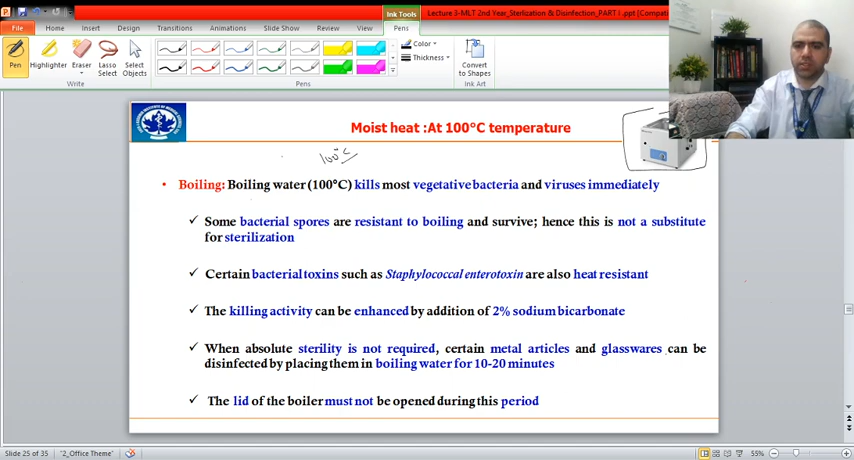 Ink Tools
Lecture 3-MLT 2nd Year_Sterlization & Disinfection_PART I .ppt [Compati
File
Home
Insert
Design
Transitions
Animations
Slide Show
Review
View
Pens
Pen
Highlighter
Eraser
Lasso Select
Select Objects
Color
Thickness
Convert to Shapes
Write
Pens
Ink Art
Moist heat :At 100°C temperature
100°C
• Boiling: Boiling water (100°C) kills most vegetative bacteria and viruses immediately
✓ Some bacterial spores are resistant to boiling and survive; hence this is not a substitute
for sterilization
✓ Certain bacterial toxins such as Staphylococcal enterotoxin are also heat resistant
✓ The killing activity can be enhanced by addition of 2% sodium bicarbonate
✓ When absolute sterility is not required, certain metal articles and glasswares can be
disinfected by placing them in boiling water for 10-20 minutes
✓ The lid of the boiler must not be opened during this period
Slide 25 of 35
"2_Office Theme"
55%